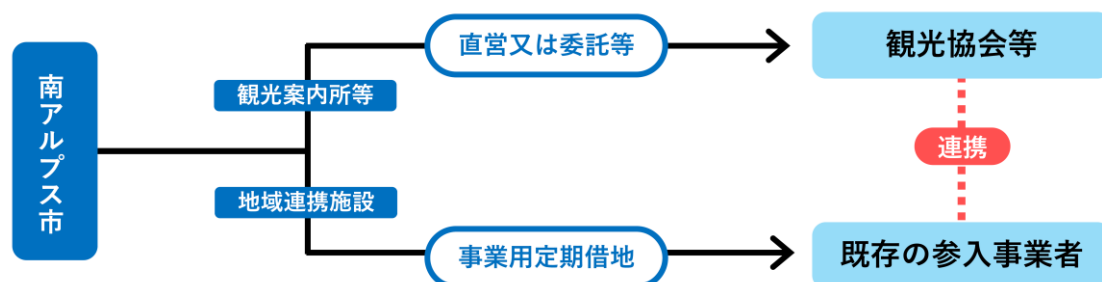 南アルプス市
観光案内所等
地域連携施設
直営又は委託等
事業用定期借地
観光協会等
連携
既存の参入事業者